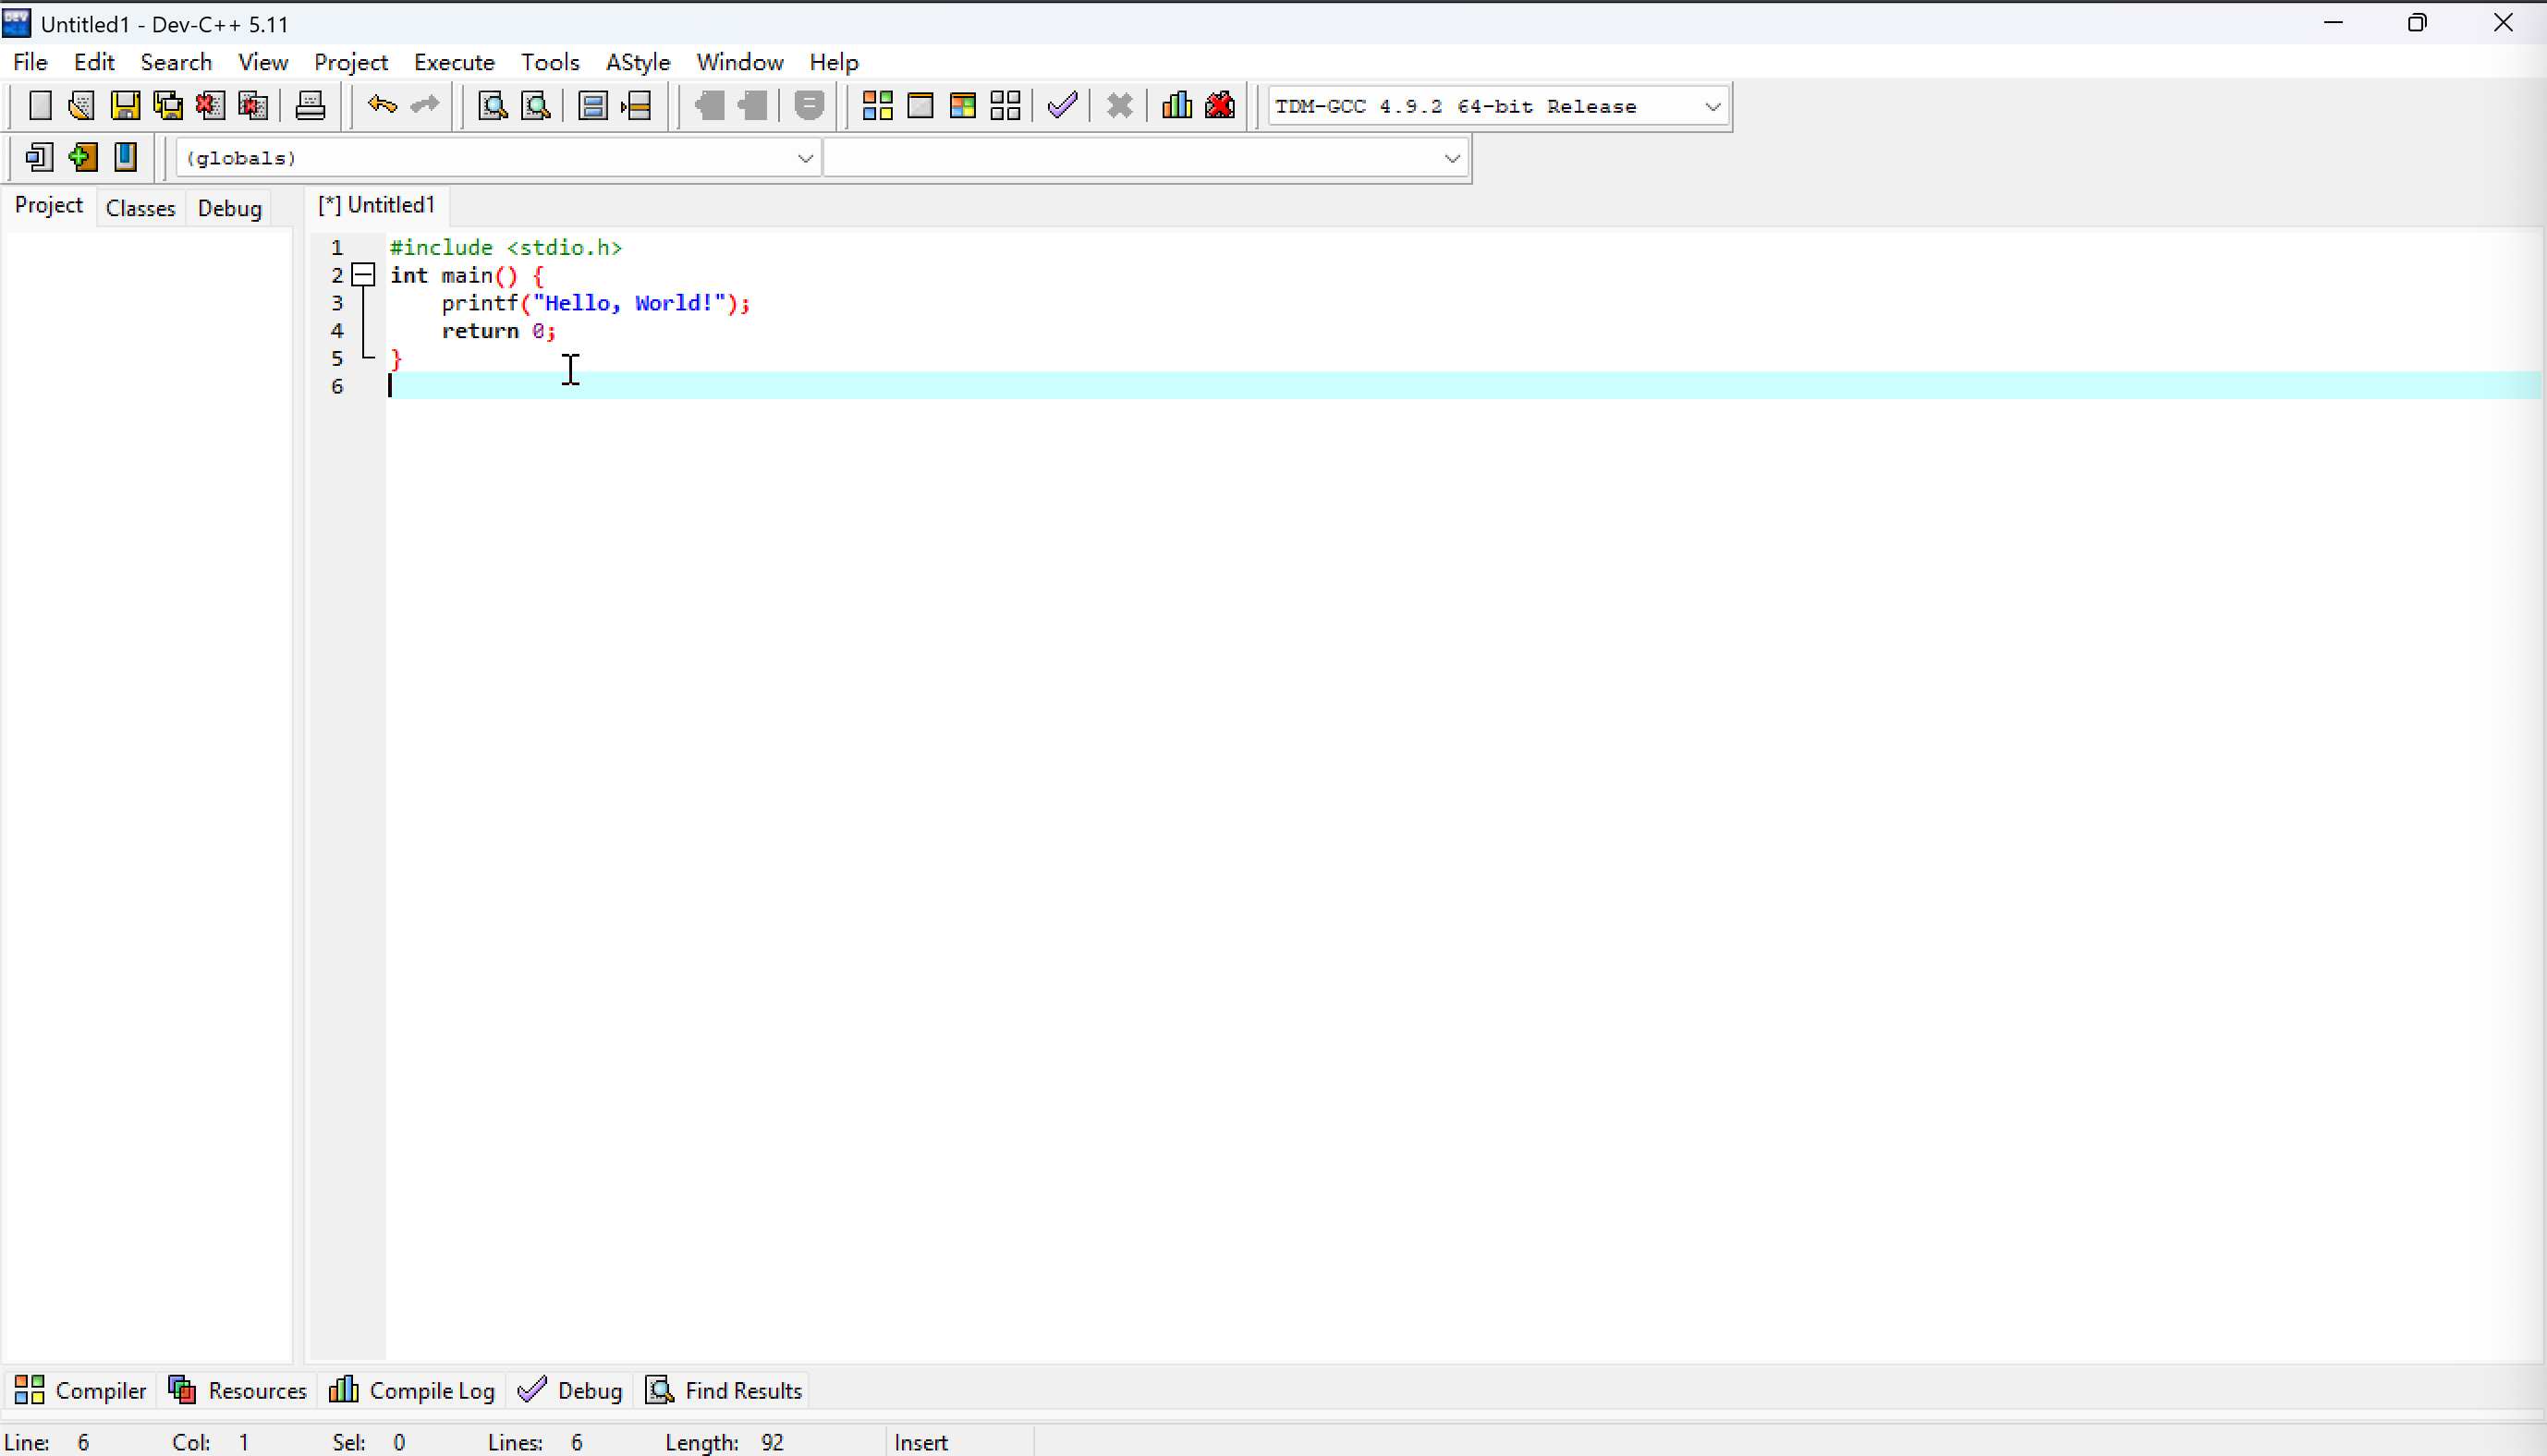 Untitled1 - Dev-C++ 5.11
File Edit Search View Project Execute Tools AStyle Window Help
TDM-GCC 4.9.2 64-bit Release
(globals)
Project Classes Debug [*] Untitled1
1 #include <stdio.h>
2 int main() {
3 printf("Hello, World!");
4 return 0;
5 }
6
Compiler Resources Compile Log Debug Find Results
Line: 6 Col: 1 Sel: 0 Lines: 6 Length: 92 Insert